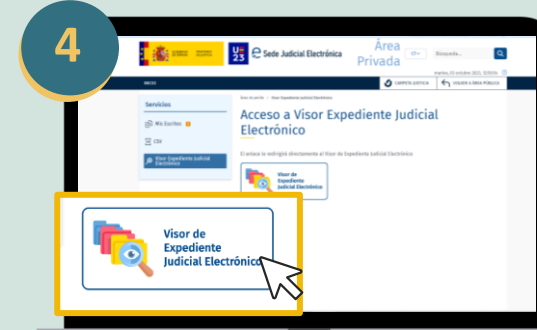 4
U=
23
Sede Judicial Electrónica
Área
Privada
Búsqueda...
INICIO
CARPETA JUSTICIA
VOLVER A ÁREA PÚBLICA
Servicios
Mis Escritos
CSV
Visor Expediente Judicial
Electrónico
Acceso a Visor Expediente Judicial
Electrónico
El enlace le redirigirá directamente al Visor de Expediente Judicial Electrónico
Visor de
Expediente
Judicial Electrónico
Visor de
Expediente
Judicial Electrónico